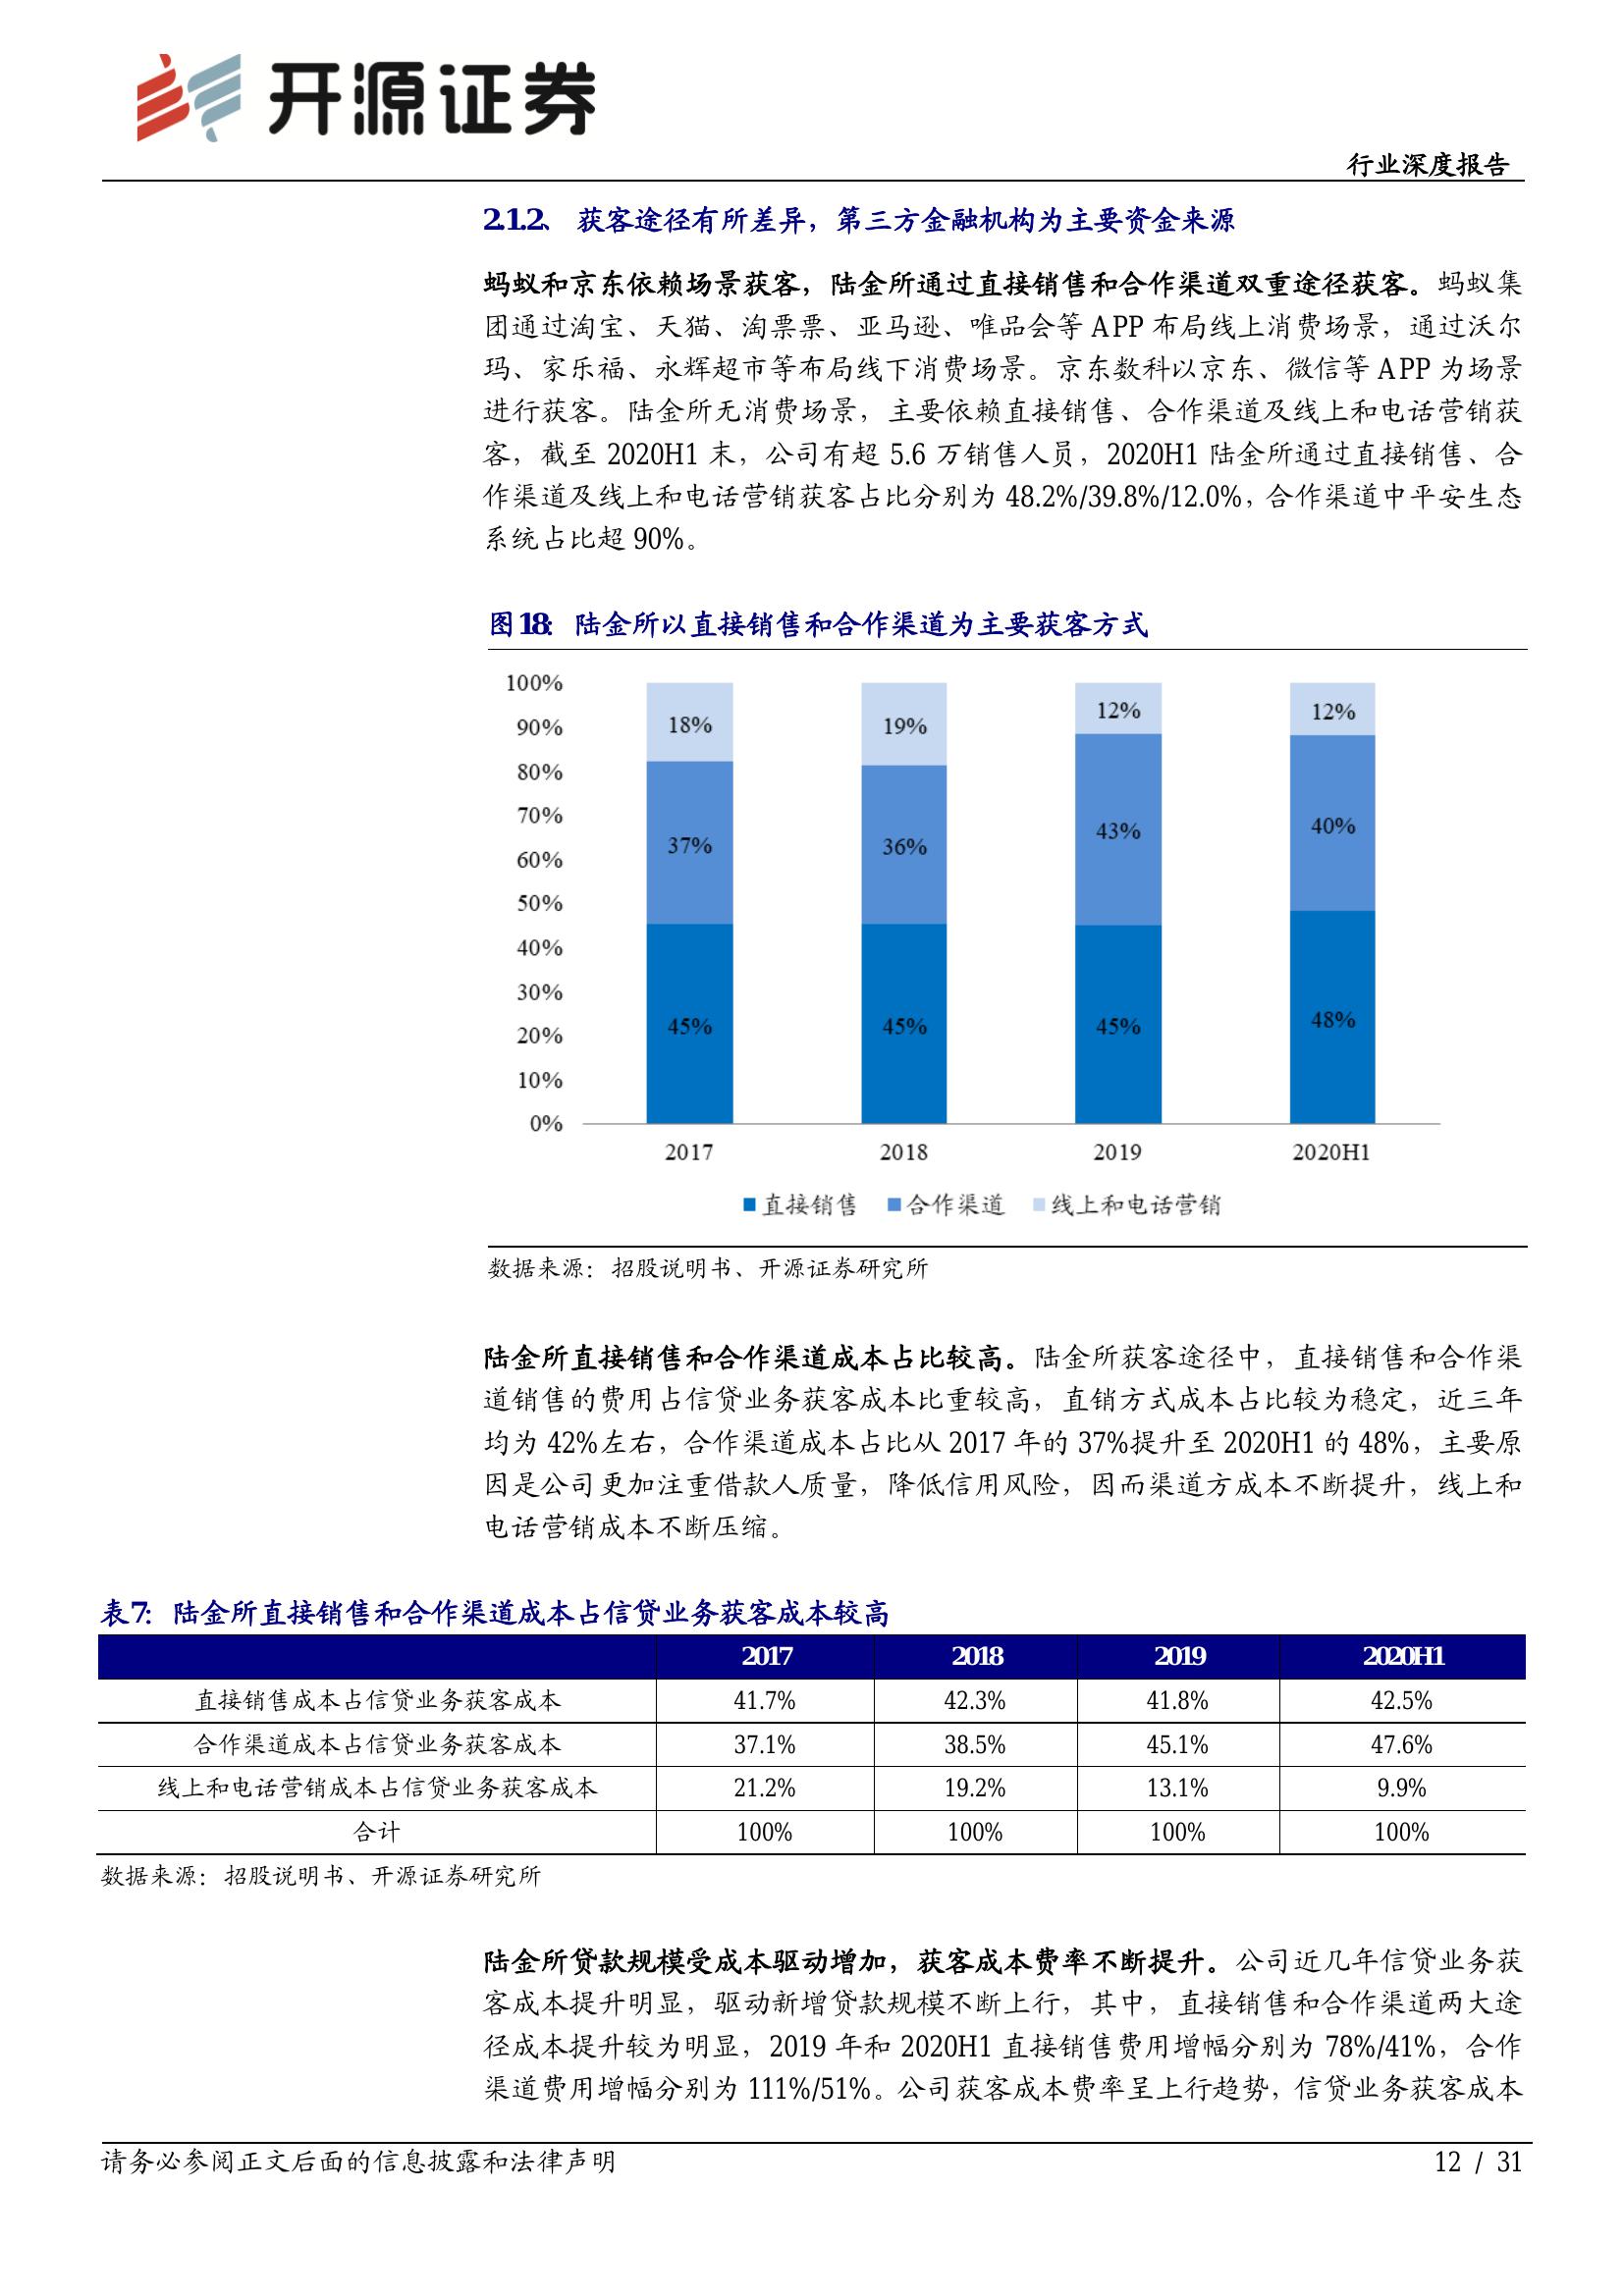 开源证券
行业深度报告
2.1.2、 获客途径有所差异，第三方金融机构为主要资金来源
蚂蚁和京东依赖场景获客，陆金所通过直接销售和合作渠道双重途径获客。蚂蚁集
团通过淘宝、天猫、淘票票、亚马逊、唯品会等 APP 布局线上消费场景，通过沃尔
玛、家乐福、永辉超市等布局线下消费场景。京东数科以京东、微信等 APP 为场景
进行获客。陆金所无消费场景，主要依赖直接销售、合作渠道及线上和电话营销获
客，截至 2020H1 末，公司有超 5.6 万销售人员，2020H1 陆金所通过直接销售、合
作渠道及线上和电话营销获客占比分别为 48.2%/39.8%/12.0%，合作渠道中平安生态
系统占比超 90%。
图18： 陆金所以直接销售和合作渠道为主要获客方式
100%
90%
80%
70%
60%
50%
40%
30%
20%
10%
0%
18% 19% 12% 12%
37% 36% 43% 40%
45% 45% 45% 48%
2017 2018 2019 2020H1
直接销售 合作渠道 线上和电话营销
数据来源：招股说明书、开源证券研究所
陆金所直接销售和合作渠道成本占比较高。陆金所获客途径中，直接销售和合作渠
道销售的费用占信贷业务获客成本比重较高，直销方式成本占比较为稳定，近三年
均为 42%左右，合作渠道成本占比从 2017 年的 37%提升至 2020H1 的 48%，主要原
因是公司更加注重借款人质量，降低信用风险，因而渠道方成本不断提升，线上和
电话营销成本不断压缩。
表7： 陆金所直接销售和合作渠道成本占信贷业务获客成本较高
2017 2018 2019 2020H1
直接销售成本占信贷业务获客成本 41.7% 42.3% 41.8% 42.5%
合作渠道成本占信贷业务获客成本 37.1% 38.5% 45.1% 47.6%
线上和电话营销成本占信贷业务获客成本 21.2% 19.2% 13.1% 9.9%
合计 100% 100% 100% 100%
数据来源：招股说明书、开源证券研究所
陆金所贷款规模受成本驱动增加，获客成本费率不断提升。公司近几年信贷业务获
客成本提升明显，驱动新增贷款规模不断上行，其中，直接销售和合作渠道两大途
径成本提升较为明显，2019 年和 2020H1 直接销售费用增幅分别为 78%/41%，合作
渠道费用增幅分别为 111%/51%。公司获客成本费率呈上行趋势，信贷业务获客成本
请务必参阅正文后面的信息披露和法律声明 12 / 31